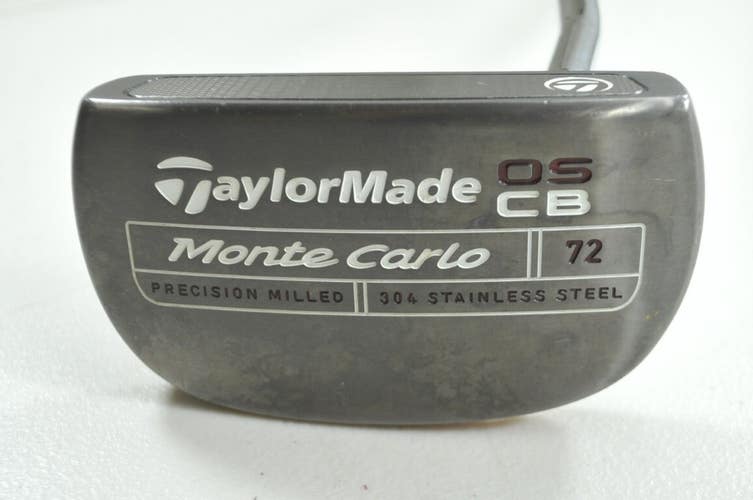 TaylorMade OS CB
Monte Carlo 72
PRECISION MILLED 304 STAINLESS STEEL